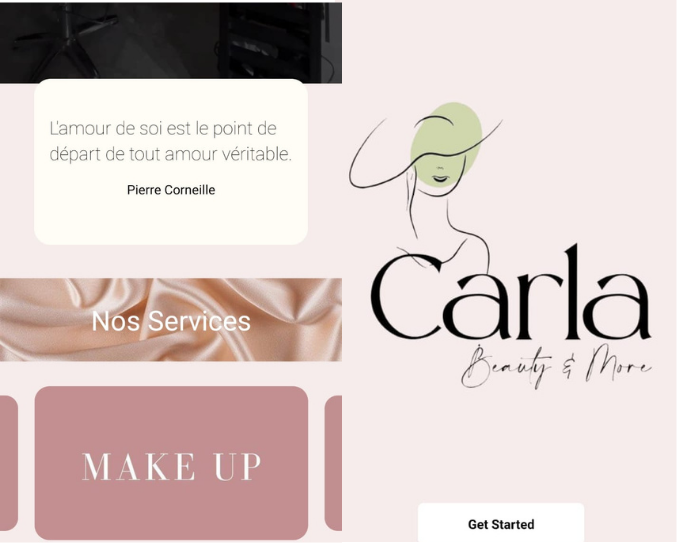 L'amour de soi est le point de
départ de tout amour véritable.
Pierre Corneille
Nos Services
MAKE UP
Carla
Beauty & More
Get Started